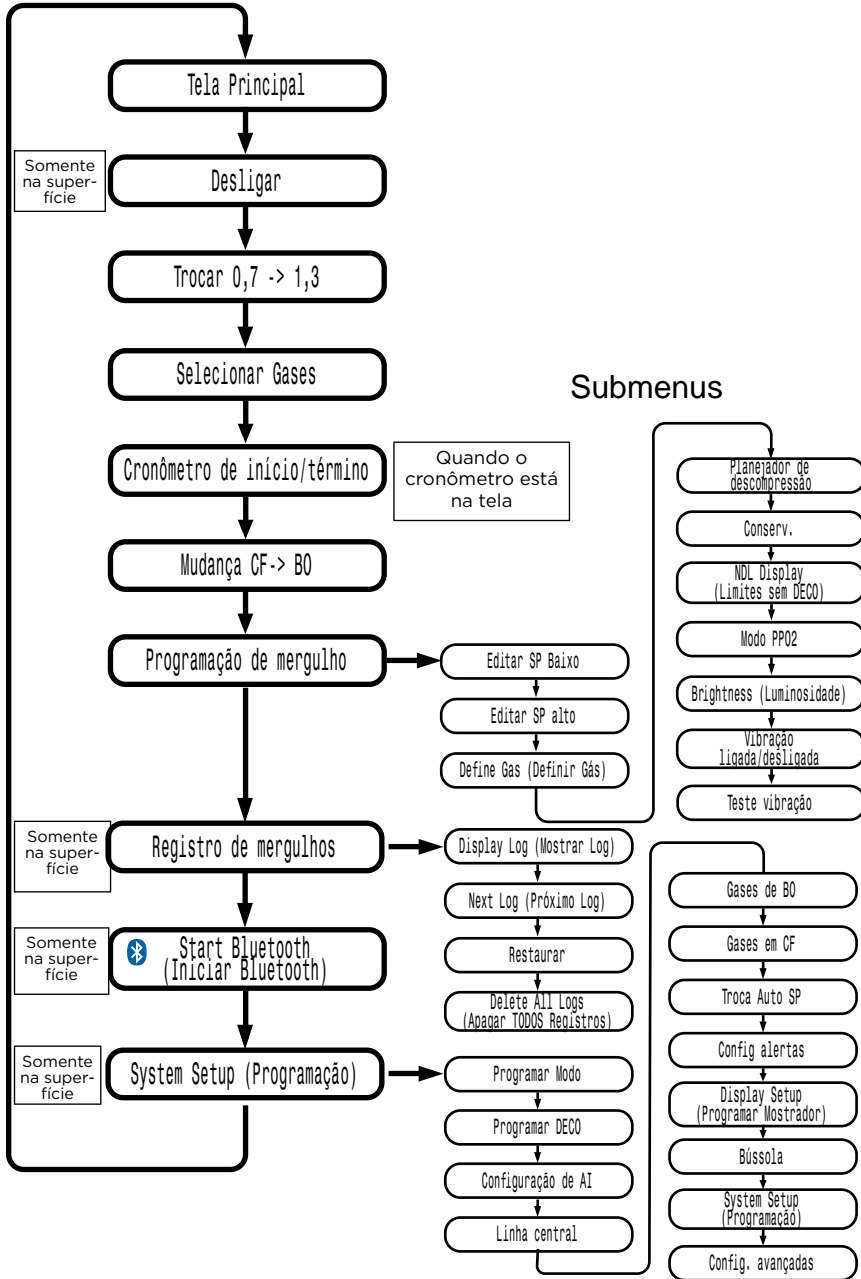 Tela Principal
Somente
na super-
fície
Desligar
Trocar 0,7 -> 1,3
Selecionar Gases
Cronômetro de início/término
Quando o
cronômetro está
na tela
Mudança CF-> BO
Programação de mergulho
Editar SP Baixo
Editar SP alto
Define Gas (Definir Gás)
Submenus
Planejador de
descompressão
Conserv.
NDL Display
(Limites sem DECO)
Modo PPO2
Brightness (Luminosidade)
Vibração
ligada/desligada
Teste vibração
Somente
na super-
fície
Registro de mergulhos
Display Log (Mostrar Log)
Next Log (Próximo Log)
Restaurar
Delete All Logs
(Apagar TODOS Registros)
Somente
na super-
fície
Start Bluetooth
(Iniciar Bluetooth)
Somente
na super-
fície
System Setup (Programação)
Programar Modo
Programar DECO
Configuração de AI
Linha central
Gases de BO
Gases em CF
Troca Auto SP
Config alertas
Display Setup
(Programar Mostrador)
Bússola
System Setup
(Programação)
Config. avançadas